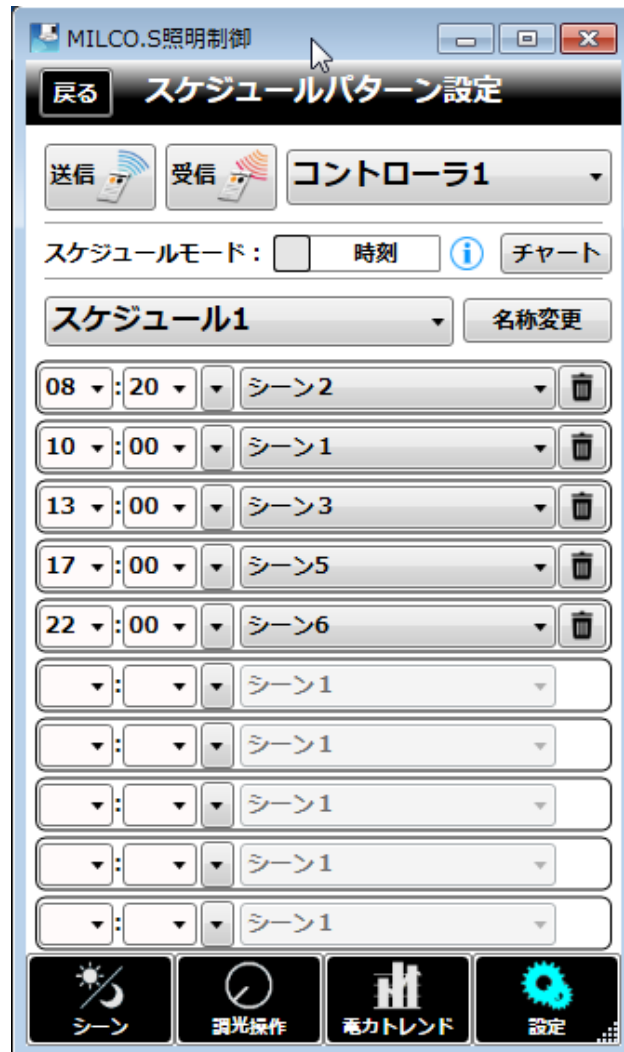 MILCO.S照明制御
戻る スケジュールパターン設定
送信 受信 コントローラ1
スケジュールモード: 時刻 i チャート
スケジュール1 名称変更
08 : 20 シーン2
10 : 00 シーン1
13 : 00 シーン3
17 : 00 シーン5
22 : 00 シーン6
: シーン1
: シーン1
: シーン1
: シーン1
: シーン1
シーン 調光操作 電力トレンド 設定